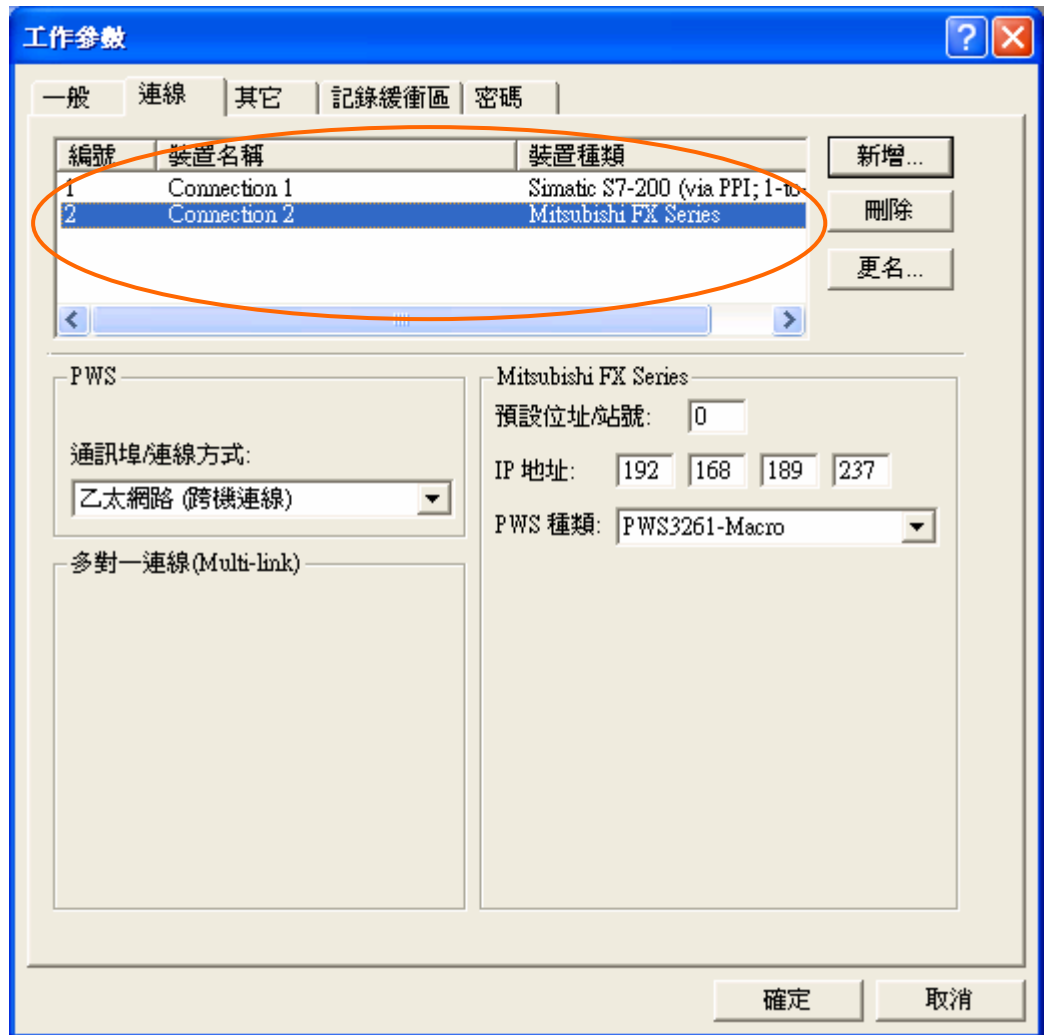 工作參數
一般 連線 其它 記錄緩衝區 密碼
編號 裝置名稱 裝置種類
1 Connection 1 Simatic S7-200 (via PPI; 1-to-
2 Connection 2 Mitsubishi FX Series
新增...
刪除
更名...
PWS
通訊埠/連線方式:
乙太網路 (跨機連線)
多對一連線(Multi-link)
Mitsubishi FX Series
預設位址/站號: 0
IP 地址: 192 168 189 237
PWS 種類: PWS3261-Macro
確定 取消